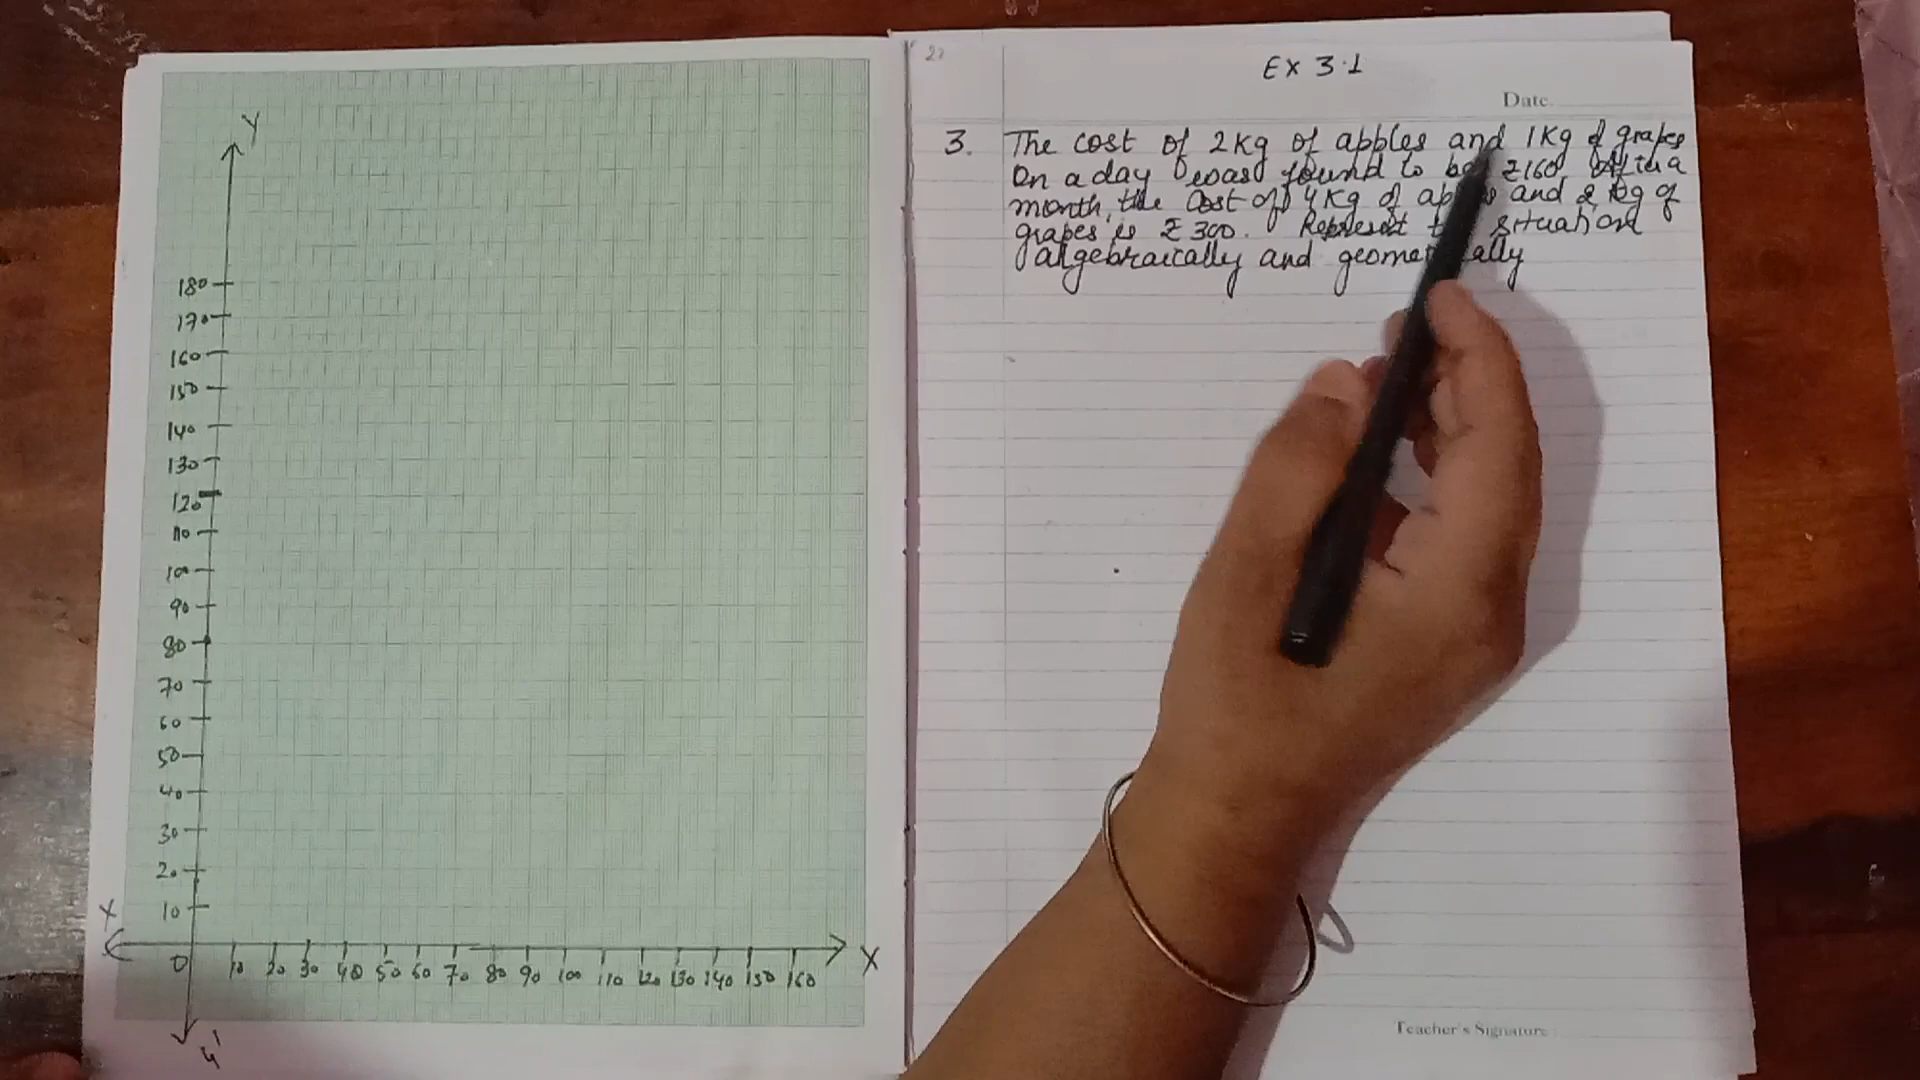 Y
180
170
160
150
140
130
120
110
100
90
80
70
60
50
40
30
20
10
X
0 10 20 30 40 50 60 70 80 90 100 110 120 130 140 150 160 X
y'
27
Ex 3.1
Date.
3. The cost of 2kg of apples and 1kg of grapes
on a day was found to be ₹160. After a
month, the cost of 4kg of apples and 2 kg of
grapes is ₹300. Represent situation
algebraically and geometrically
Teacher's Signature :